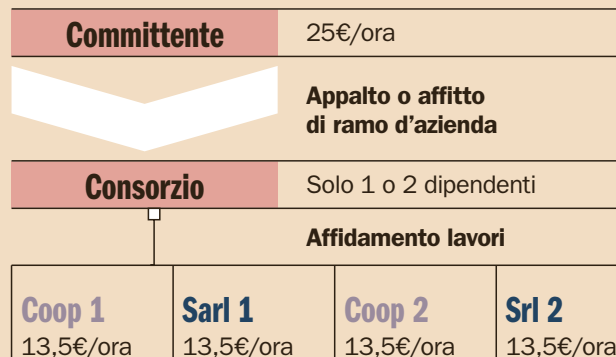 Committente
25€/ora
Appalto o affitto
di ramo d'azienda
Consorzio
Solo 1 o 2 dipendenti
Affidamento lavori
Coop 1
13,5€/ora
Sarl 1
13,5€/ora
Coop 2
13,5€/ora
Srl 2
13,5€/ora